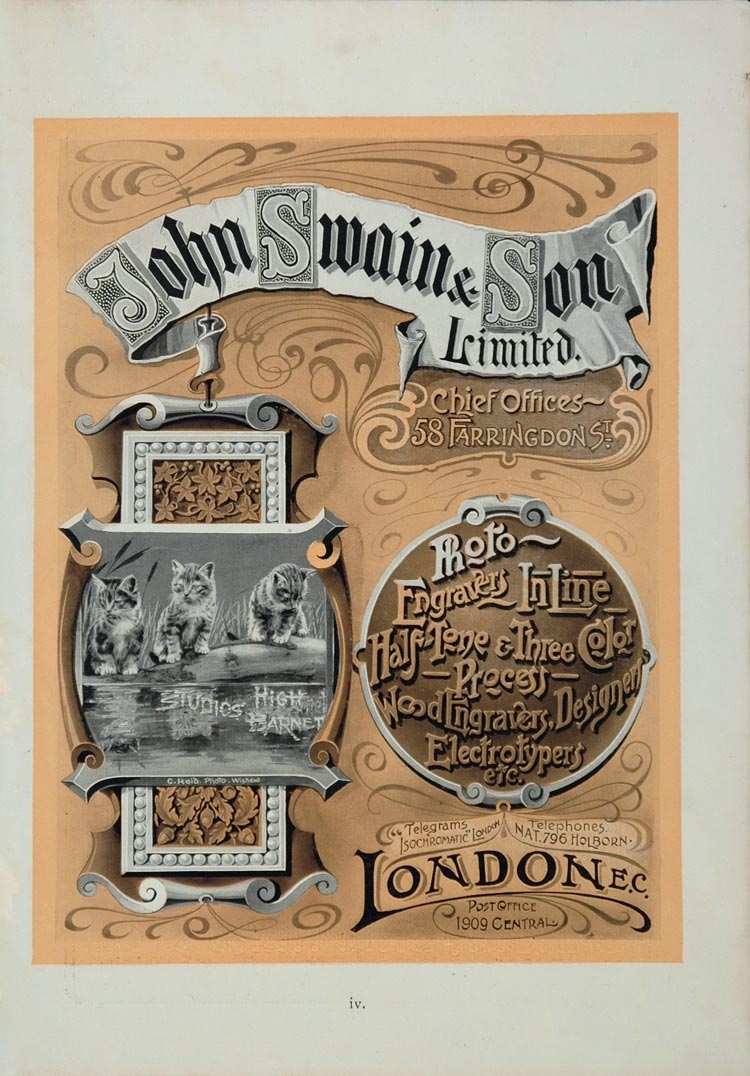 John Swain & Son
Limited.
Chief Offices~
58 Farringdon St.
Photo~
Engravers In Line
Half-Tone & Three Color
— Process —
Wood Engravers, Designers
Electrotypers
etc.
Studios, High
Barnet
C. Reid. Photo. Wishaw
"Telegrams
Isochromatic" London
Telephones.
Nat. 796 Holborn.
London E.C.
Post Office
1909 Central.
iv.